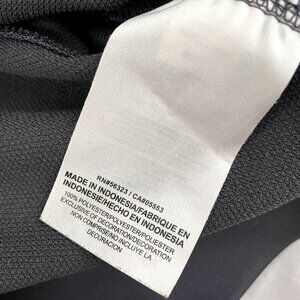 RN#56323 / CA#05553
MADE IN INDONESIA/FABRIQUE EN
INDONESIE/HECHO EN INDONESIA
100% POLYESTER/POLYESTER/POLIESTER
EXCLUSIVE OF DECORATION/DECORATION
NON COMPRISE/NO INCLUYE LA
DECORACION